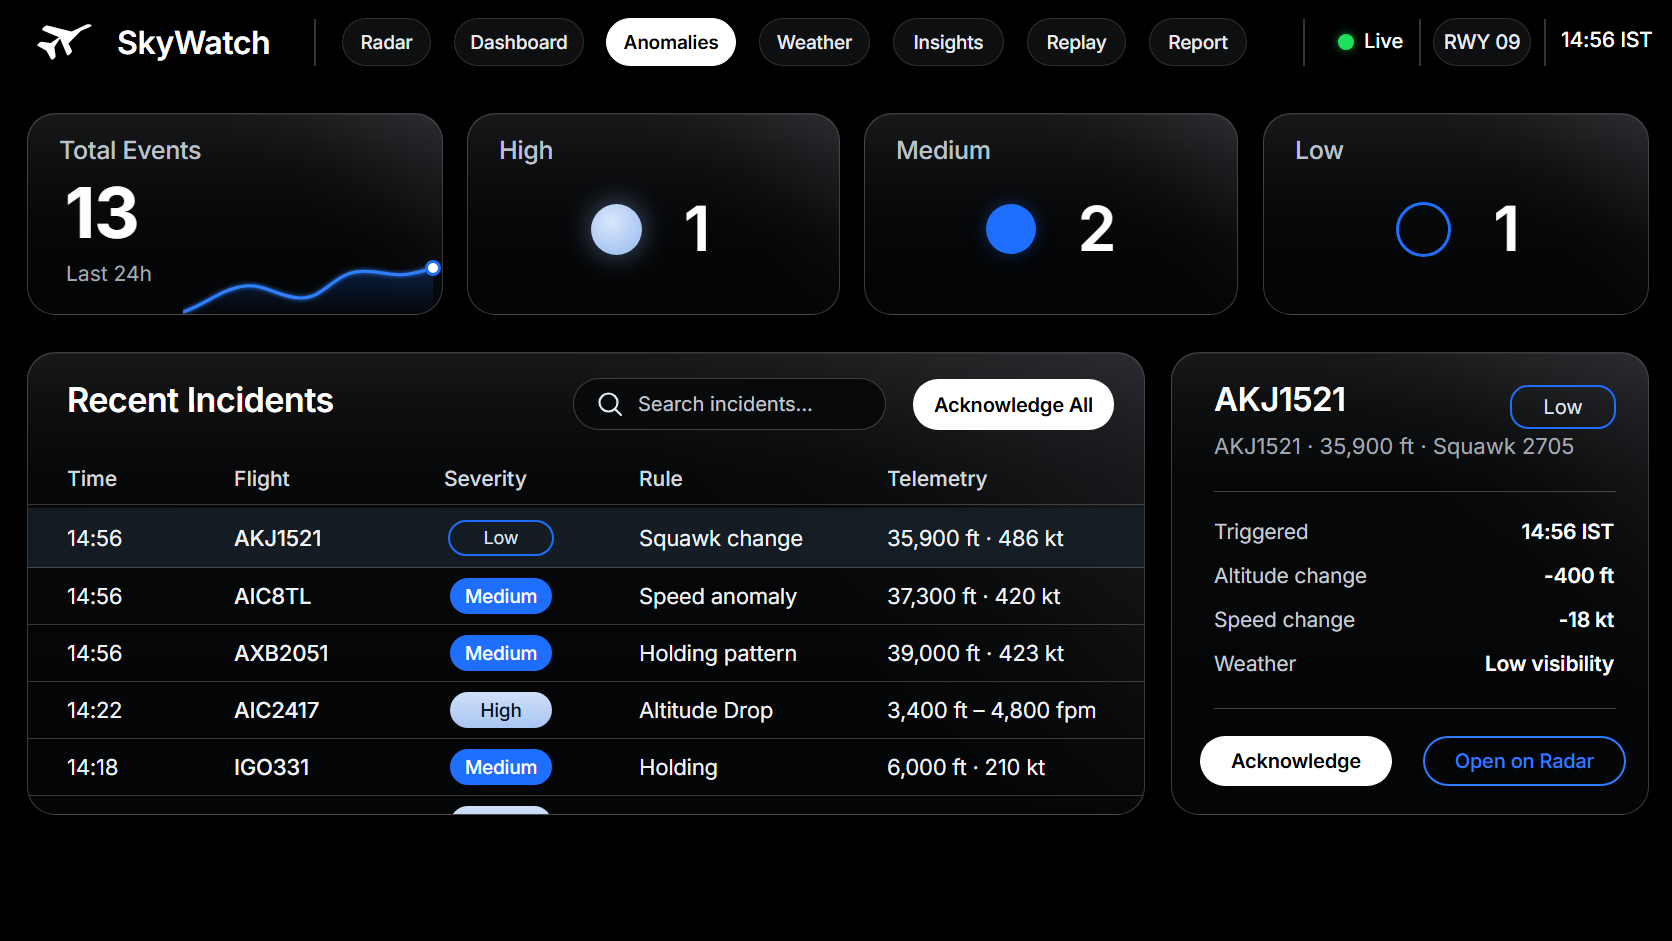 SkyWatch Radar Dashboard Anomalies Weather Insights Replay Report Live RWY 09 14:56 IST
Total Events High Medium Low
13 1 2 1
Last 24h
Recent Incidents Search incidents... Acknowledge All
Time Flight Severity Rule Telemetry
14:56 AKJ1521 Low Squawk change 35,900 ft · 486 kt
14:56 AIC8TL Medium Speed anomaly 37,300 ft · 420 kt
14:56 AXB2051 Medium Holding pattern 39,000 ft · 423 kt
14:22 AIC2417 High Altitude Drop 3,400 ft – 4,800 fpm
14:18 IGO331 Medium Holding 6,000 ft · 210 kt
AKJ1521 Low
AKJ1521 · 35,900 ft · Squawk 2705
Triggered 14:56 IST
Altitude change -400 ft
Speed change -18 kt
Weather Low visibility
Acknowledge Open on Radar